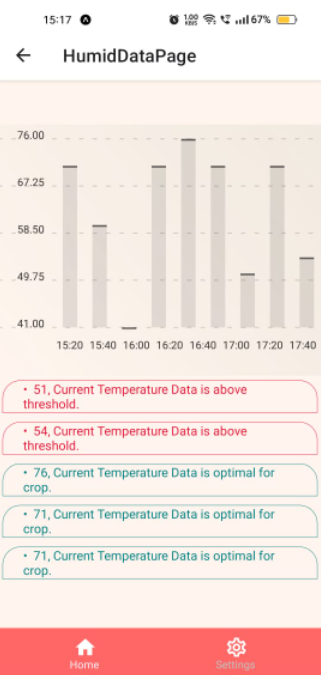 15:17 1.00 KB/S 67%
HumidDataPage
76.00
67.25
58.50
49.75
41.00
15:20 15:40 16:00 16:20 16:40 17:00 17:20 17:40
• 51, Current Temperature Data is above
threshold.
• 54, Current Temperature Data is above
threshold.
• 76, Current Temperature Data is optimal for
crop.
• 71, Current Temperature Data is optimal for
crop.
• 71, Current Temperature Data is optimal for
crop.
Home Settings